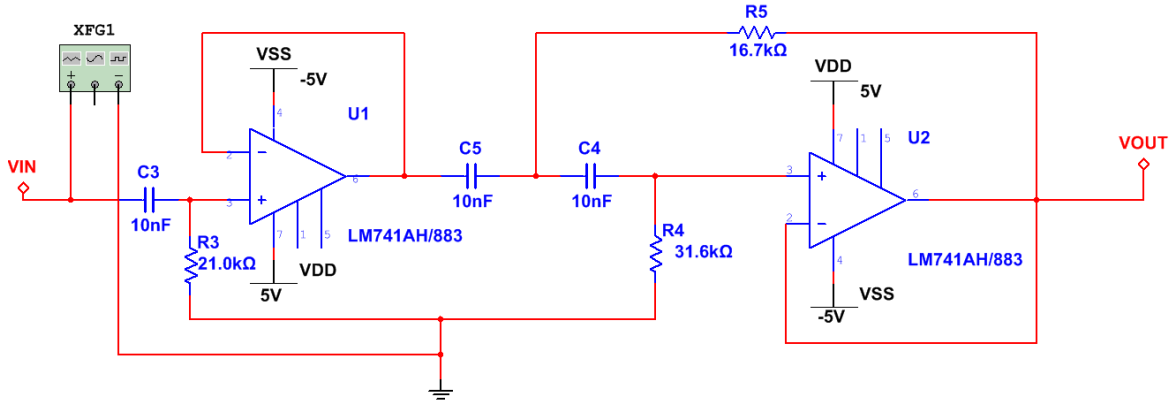 XFG1
VIN
C3
10nF
R3
21.0kΩ
VSS
-5V
4
U1
2
−
3
+
6
7
1
5
LM741AH/883
VDD
5V
C5
10nF
C4
10nF
R5
16.7kΩ
R4
31.6kΩ
VDD
5V
7
1
5
U2
3
+
2
−
6
4
LM741AH/883
VSS
-5V
VOUT